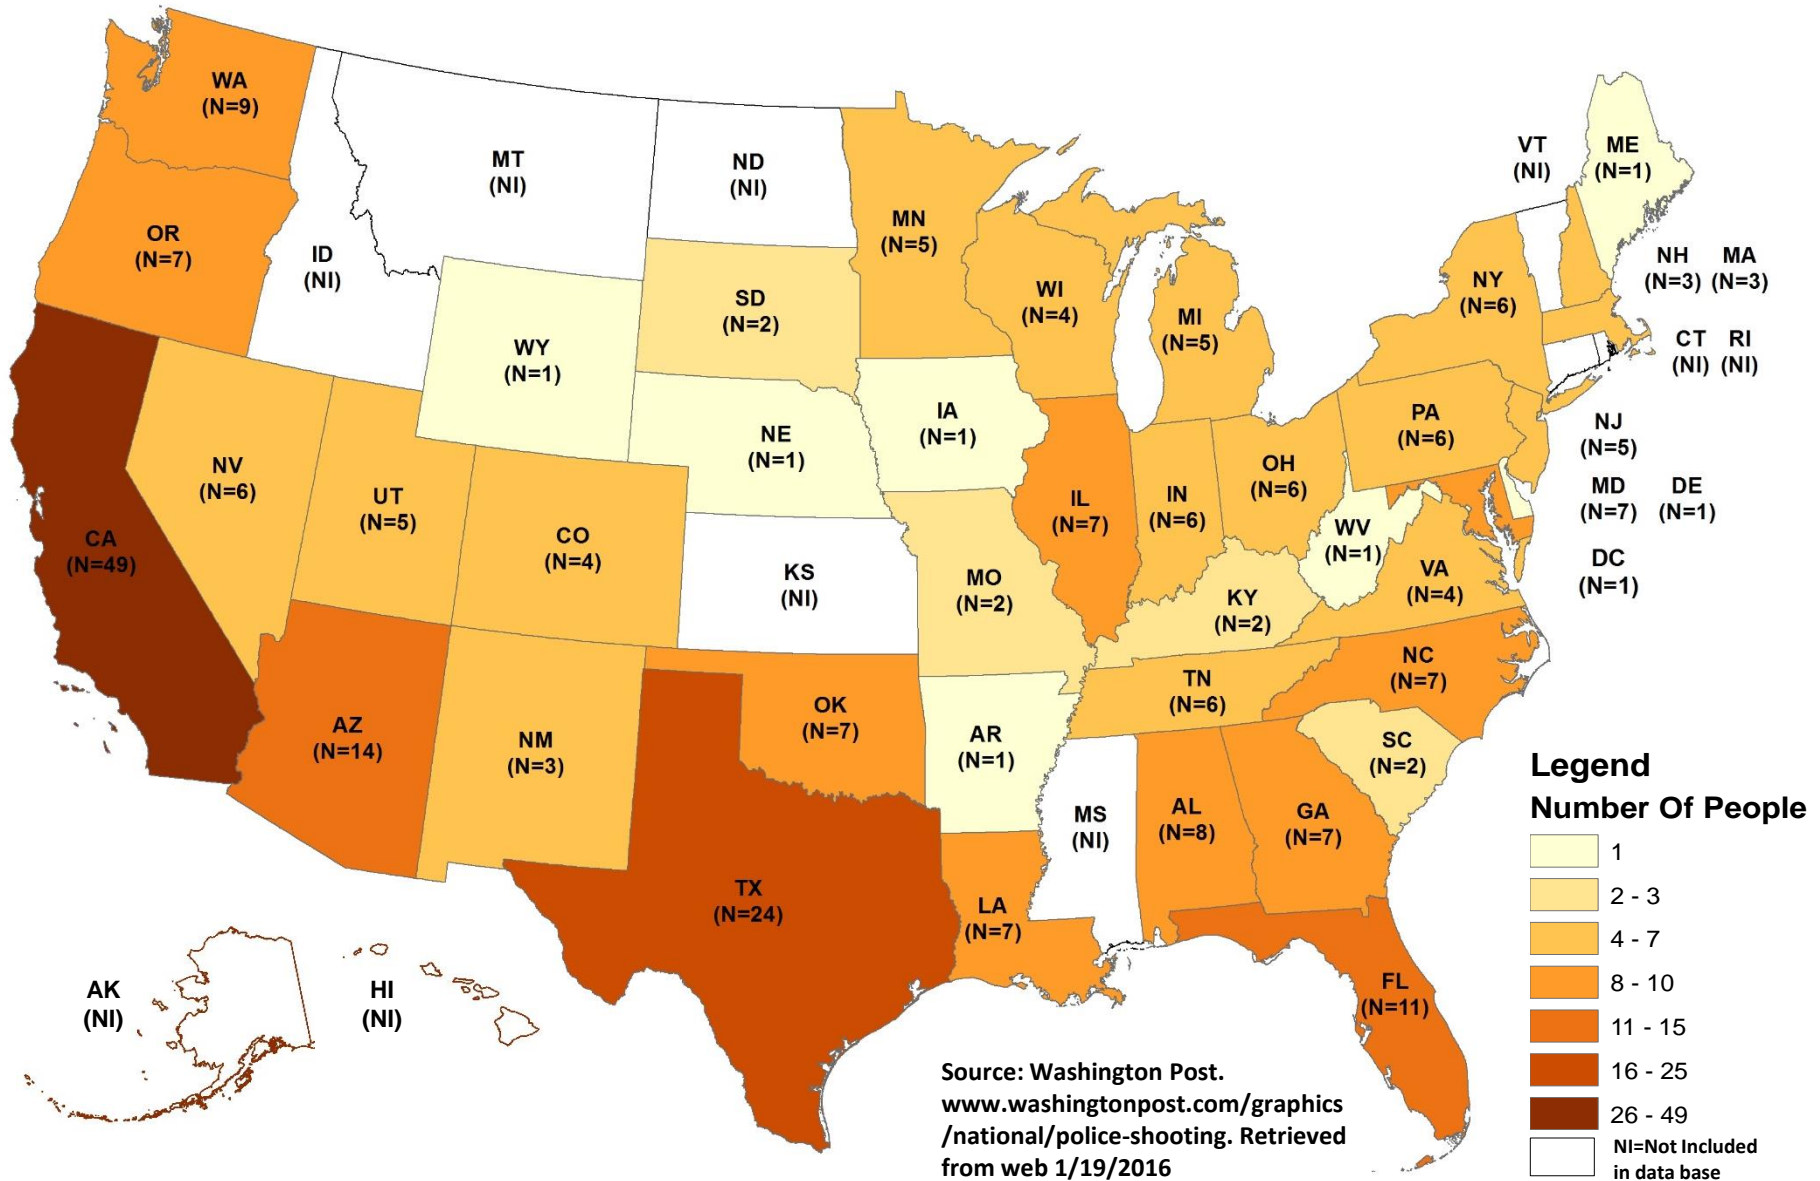 WA
(N=9)
MT
(NI)
ND
(NI)
VT
(NI)
ME
(N=1)
OR
(N=7)
ID
(NI)
MN
(N=5)
NH
(N=3)
MA
(N=3)
SD
(N=2)
WI
(N=4)
MI
(N=5)
NY
(N=6)
WY
(N=1)
CT
(NI)
RI
(NI)
IA
(N=1)
NE
(N=1)
PA
(N=6)
NJ
(N=5)
NV
(N=6)
UT
(N=5)
OH
(N=6)
IN
(N=6)
IL
(N=7)
MD
(N=7)
DE
(N=1)
CA
(N=49)
CO
(N=4)
WV
(N=1)
DC
(N=1)
KS
(NI)
MO
(N=2)
VA
(N=4)
KY
(N=2)
NC
(N=7)
TN
(N=6)
AZ
(N=14)
NM
(N=3)
OK
(N=7)
AR
(N=1)
SC
(N=2)
MS
(NI)
AL
(N=8)
GA
(N=7)
TX
(N=24)
LA
(N=7)
FL
(N=11)
AK
(NI)
HI
(NI)
Legend
Number Of People
1
2 - 3
4 - 7
8 - 10
11 - 15
16 - 25
26 - 49
NI=Not Included
in data base
Source: Washington Post.
www.washingtonpost.com/graphics
/national/police-shooting. Retrieved
from web 1/19/2016